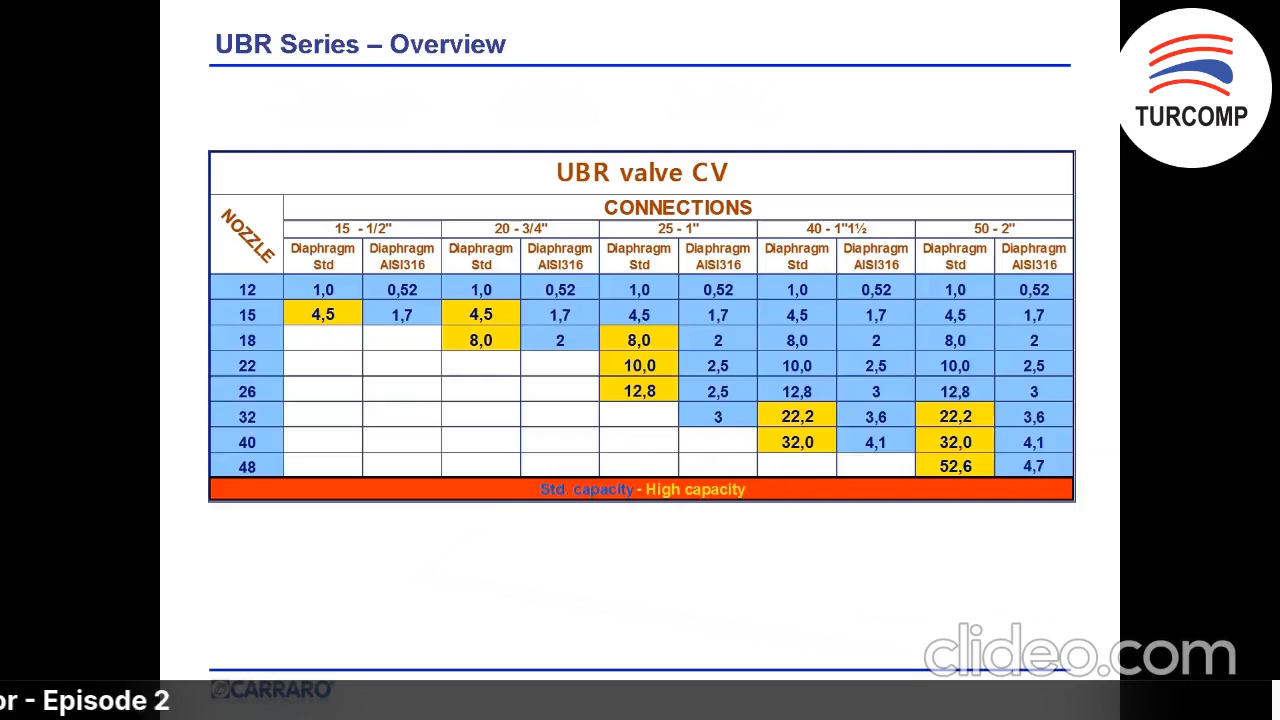 UBR Series – Overview
TURCOMP
UBR valve CV
NOZZLE
CONNECTIONS
15 - 1/2" 20 - 3/4" 25 - 1" 40 - 1"1½ 50 - 2"
Diaphragm Std Diaphragm AISI316 Diaphragm Std Diaphragm AISI316 Diaphragm Std Diaphragm AISI316 Diaphragm Std Diaphragm AISI316 Diaphragm Std Diaphragm AISI316
12 1,0 0,52 1,0 0,52 1,0 0,52 1,0 0,52 1,0 0,52
15 4,5 1,7 4,5 1,7 4,5 1,7 4,5 1,7 4,5 1,7
18 8,0 2 8,0 2 8,0 2 8,0 2
22 10,0 2,5 10,0 2,5 10,0 2,5
26 12,8 2,5 12,8 3 12,8 3
32 3 22,2 3,6 22,2 3,6
40 32,0 4,1 32,0 4,1
48 52,6 4,7
Std. capacity - High capacity
clideo.com
CARRARO
or - Episode 2